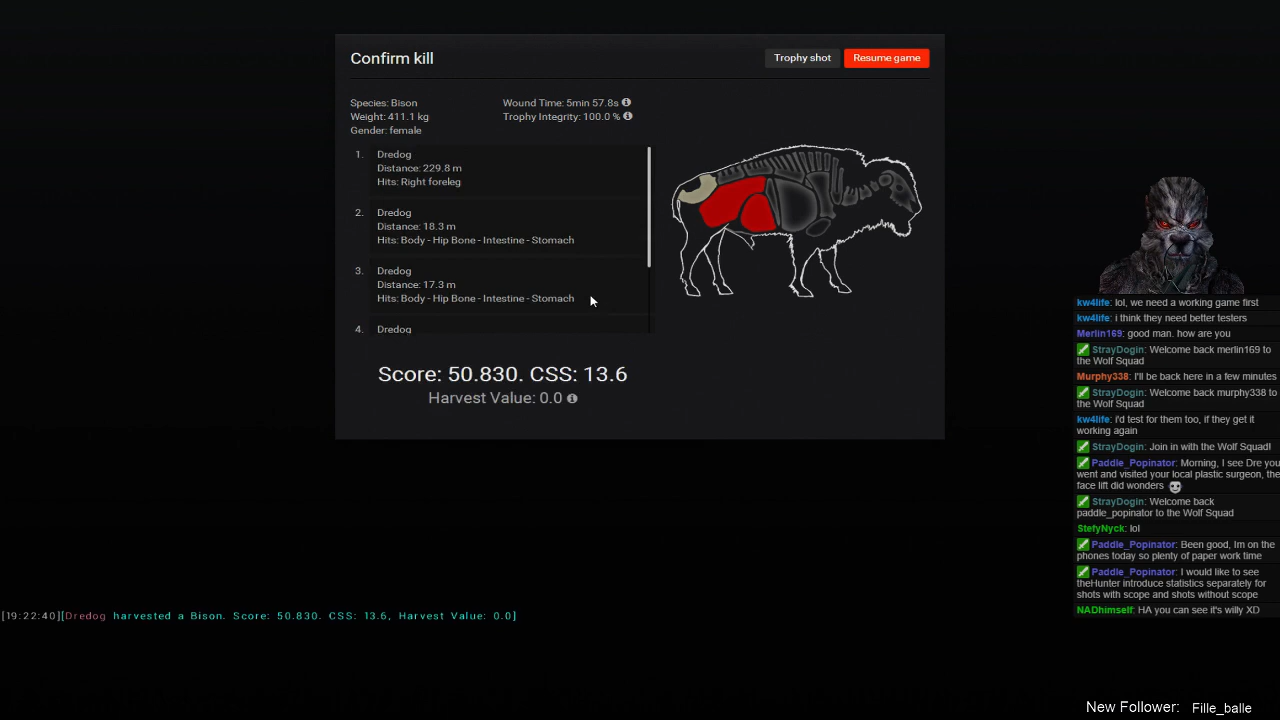 Confirm kill
Trophy shot
Resume game
Species: Bison
Weight: 411.1 kg
Gender: female
Wound Time: 5min 57.8s
Trophy Integrity: 100.0 %
1. Dredog
Distance: 229.8 m
Hits: Right foreleg
2. Dredog
Distance: 18.3 m
Hits: Body - Hip Bone - Intestine - Stomach
3. Dredog
Distance: 17.3 m
Hits: Body - Hip Bone - Intestine - Stomach
4. Dredog
Score: 50.830. CSS: 13.6
Harvest Value: 0.0
kw4life: lol, we need a working game first
kw4life: i think they need better testers
Merlin169: good man. how are you
StrayDogin: Welcome back merlin169 to
the Wolf Squad
Murphy338: I'll be back here in a few minutes
StrayDogin: Welcome back murphy338 to
the Wolf Squad
kw4life: i'd test for them too, if they get it
working again
StrayDogin: Join in with the Wolf Squad!
Paddle_Popinator: Morning, I see Dre you
went and visited your local plastic surgeon, the
face lift did wonders
StrayDogin: Welcome back
paddle_popinator to the Wolf Squad
StefyNyck: lol
Paddle_Popinator: Been good, Im on the
phones today so plenty of paper work time
Paddle_Popinator: I would like to see
theHunter introduce statistics separately for
shots with scope and shots without scope
NADhimself: HA you can see it's willy XD
[19:22:40][Dredog harvested a Bison. Score: 50.830. CSS: 13.6, Harvest Value: 0.0]
New Follower: Fille_balle